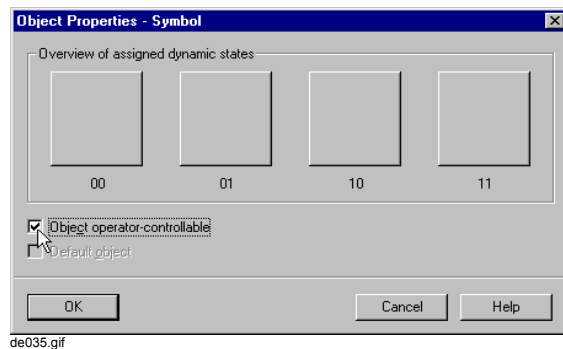 Object Properties - Symbol
Overview of assigned dynamic states
00 01 10 11
Object operator-controllable
Default object
OK Cancel Help
de035.gif